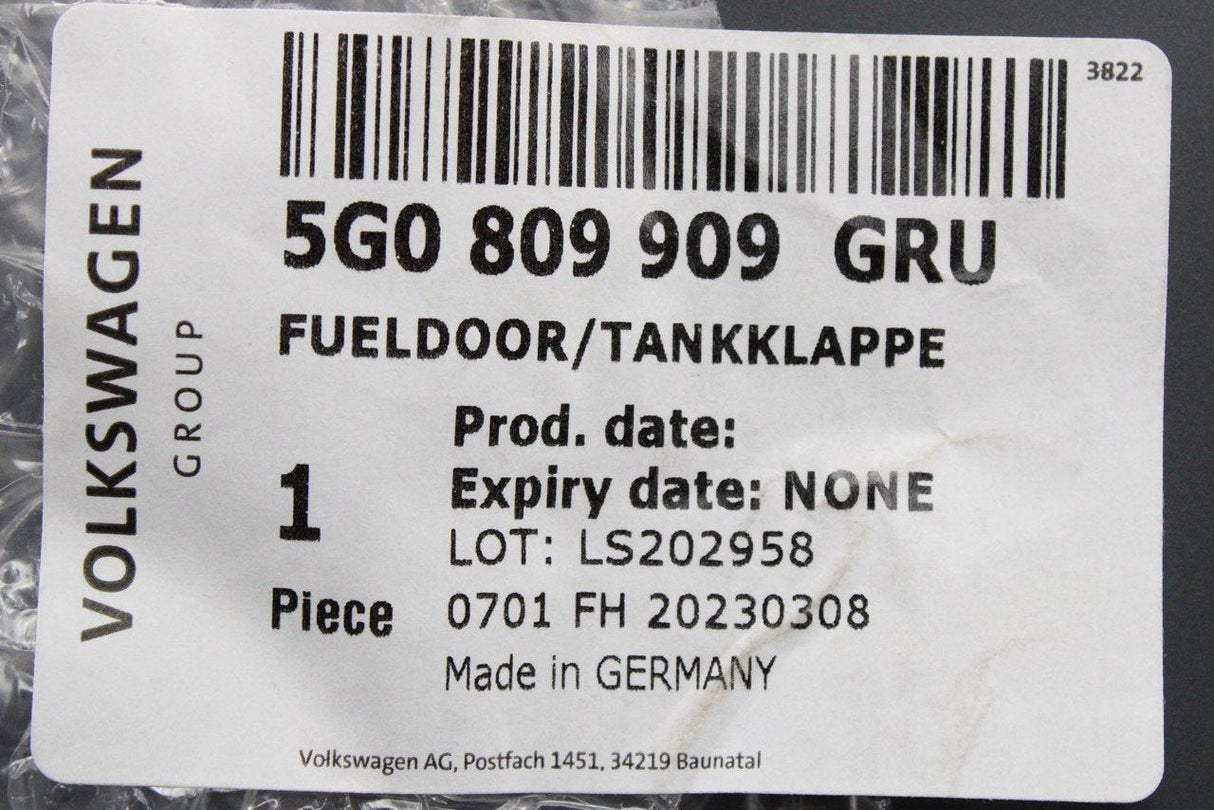 3822
VOLKSWAGEN
GROUP
5G0 809 909 GRU
FUELDOOR/TANKKLAPPE
Prod. date:
Expiry date: NONE
1
LOT: LS202958
Piece
0701 FH 20230308
Made in GERMANY
Volkswagen AG, Postfach 1451, 34219 Baunatal